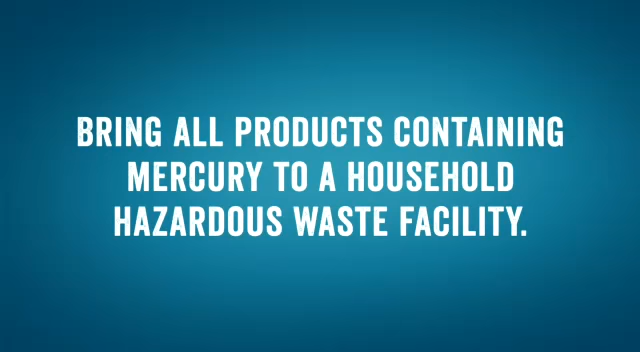 BRING ALL PRODUCTS CONTAINING
MERCURY TO A HOUSEHOLD
HAZARDOUS WASTE FACILITY.